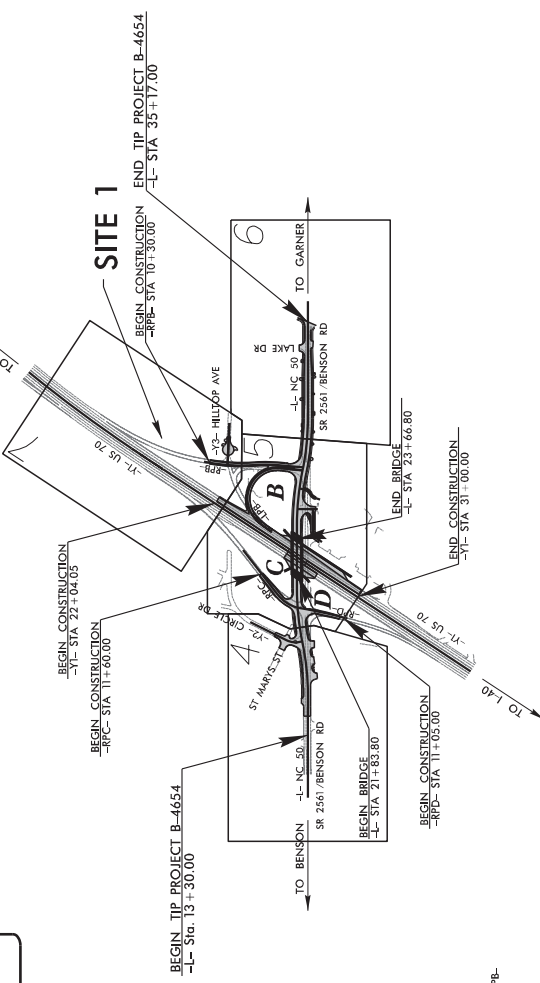 END TIP PROJECT B-4654
-L- STA 35+17.00
SITE 1
BEGIN CONSTRUCTION
-RPB- STA 10+30.00
TO
7
-Y1- US 70
6
TO GARNER
LAKE DR
-L- NC 50
SR 2561/BENSON RD
-Y3- HILLTOP AVE
5
-RPB-
B
-LPB-
END BRIDGE
-L- STA 23+66.80
BEGIN CONSTRUCTION
-Y1- STA 22+04.05
C
-RPC-
END CONSTRUCTION
-Y1- STA 31+00.00
BEGIN CONSTRUCTION
-RPC- STA 11+60.00
-Y2- CIRCLE DR
4
ST MARYS ST
D
-RPD-
-Y1- US 70
TO I-40
BEGIN CONSTRUCTION
-RPD- STA 11+05.00
BEGIN BRIDGE
-L- STA 21+83.80
BEGIN TIP PROJECT B-4654
-L- Sta. 13+30.00
TO BENSON
-L- NC 50
SR 2561/BENSON RD
PB-